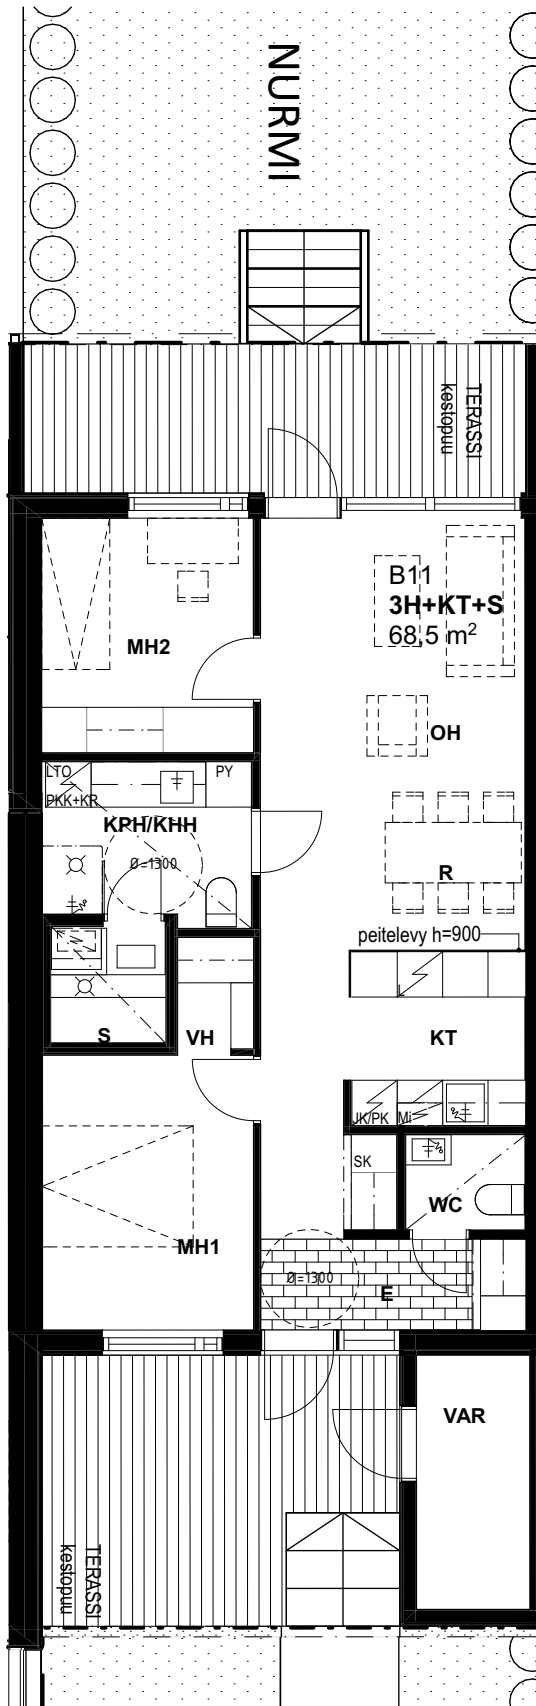 NURMI
TERASSI
kestopuu
B11
3H+KT+S
68,5 m²
MH2
OH
LTO
PKK+KR
PY
KPH/KHH
Ø=1300
R
peitelevy h=900
S
VH
KT
JK/PK
Mi
SK
WC
MH1
Ø=1300
E
VAR
TERASSI
kestopuu